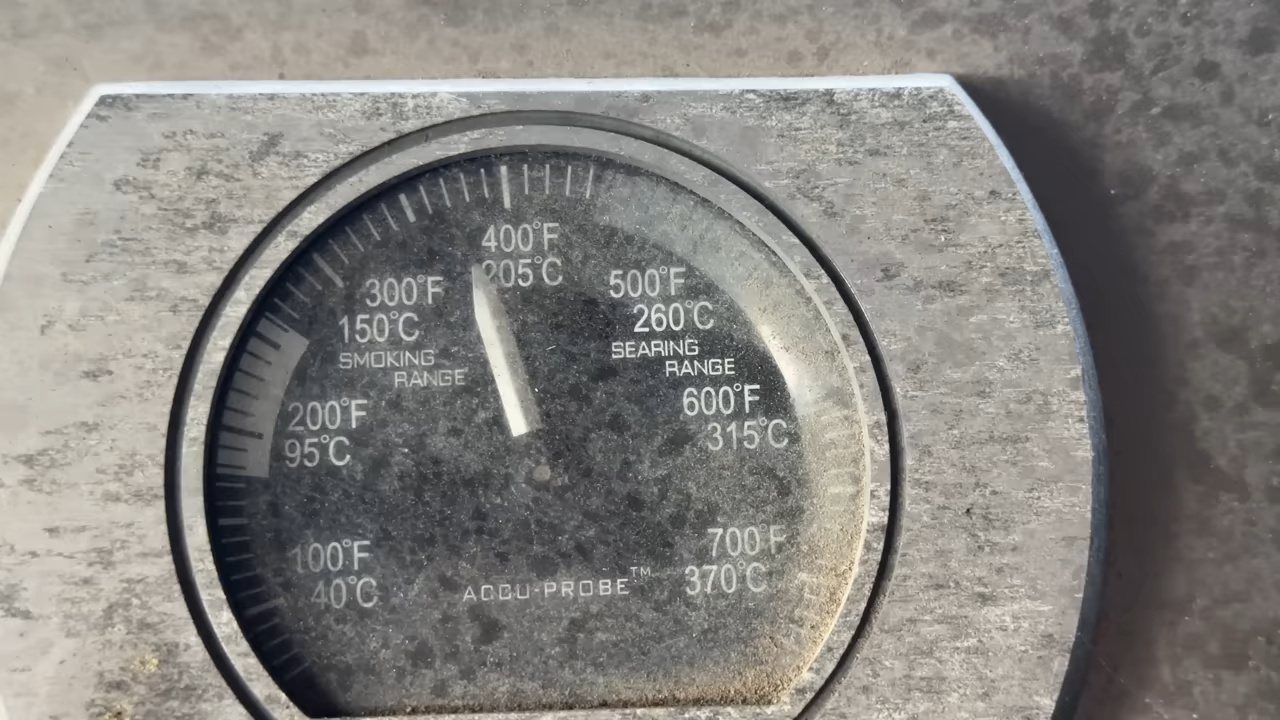 400°F
205°C
300°F
150°C
500°F
260°C
SMOKING
RANGE
SEARING
RANGE
200°F
95°C
600°F
315°C
100°F
40°C
700°F
370°C
ACCU-PROBE™